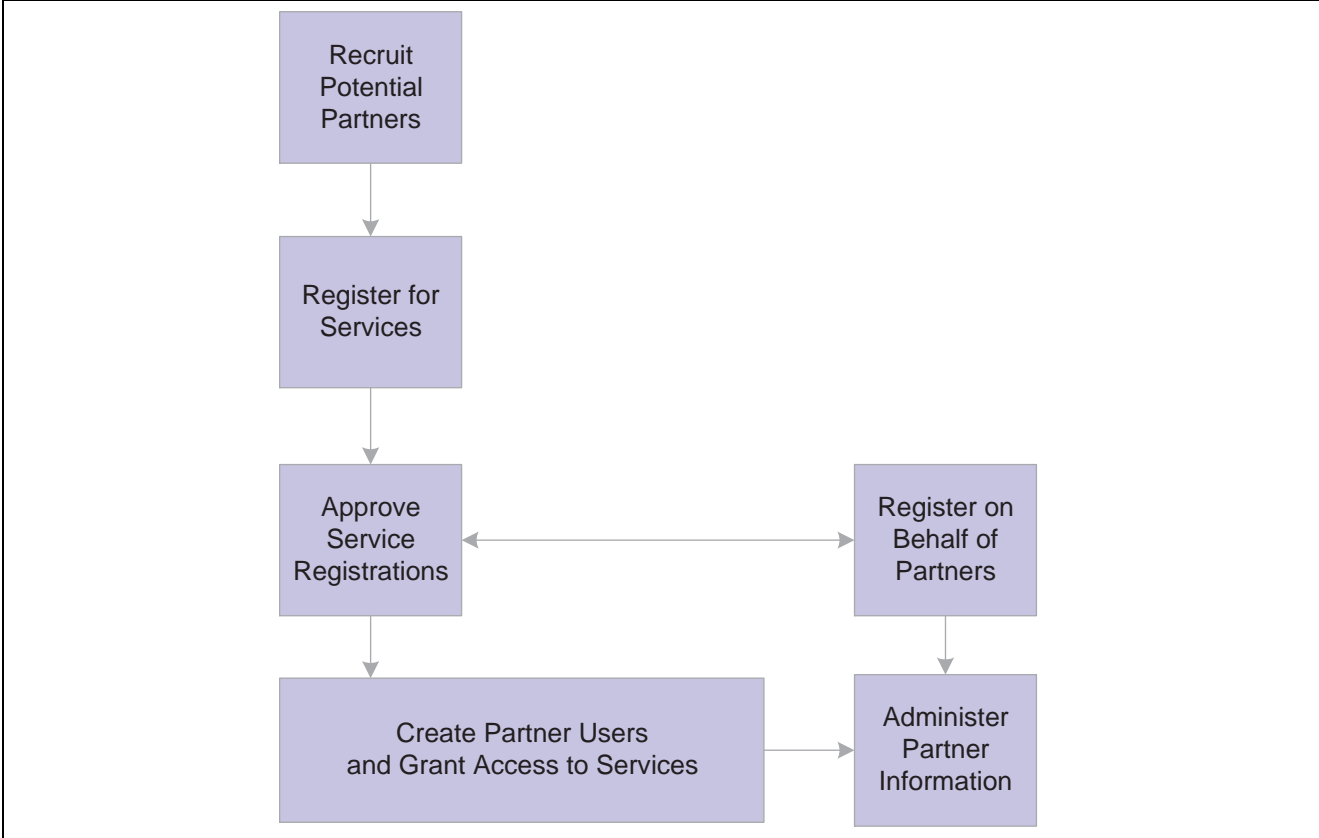 Recruit
Potential
Partners
Register for
Services
Approve
Service
Registrations
Register on
Behalf of
Partners
Create Partner Users
and Grant Access to Services
Administer
Partner
Information